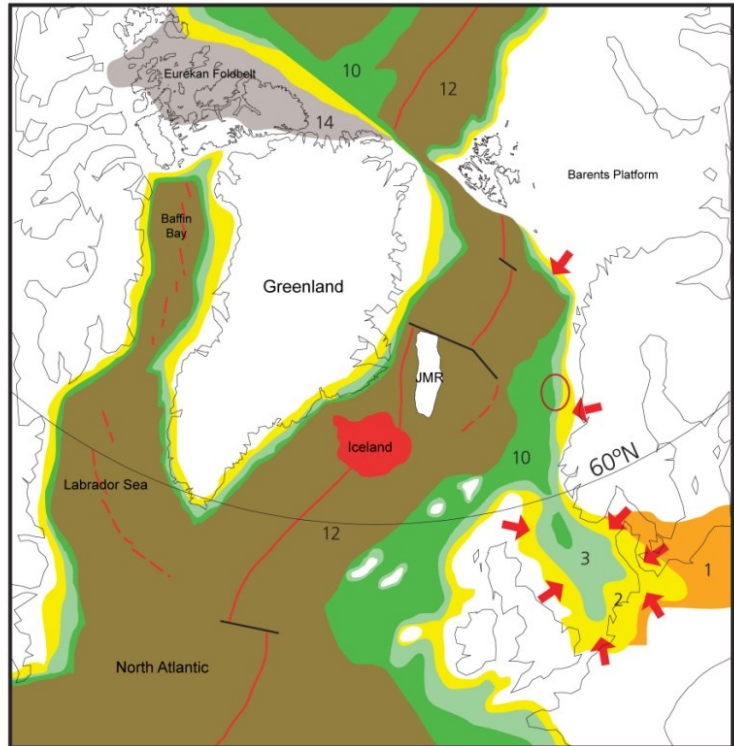 Eurekan Foldbelt
10
12
14
Barents Platform
Baffin
Bay
Greenland
JMR
Iceland
60°N
10
Labrador Sea
12
3
1
2
North Atlantic